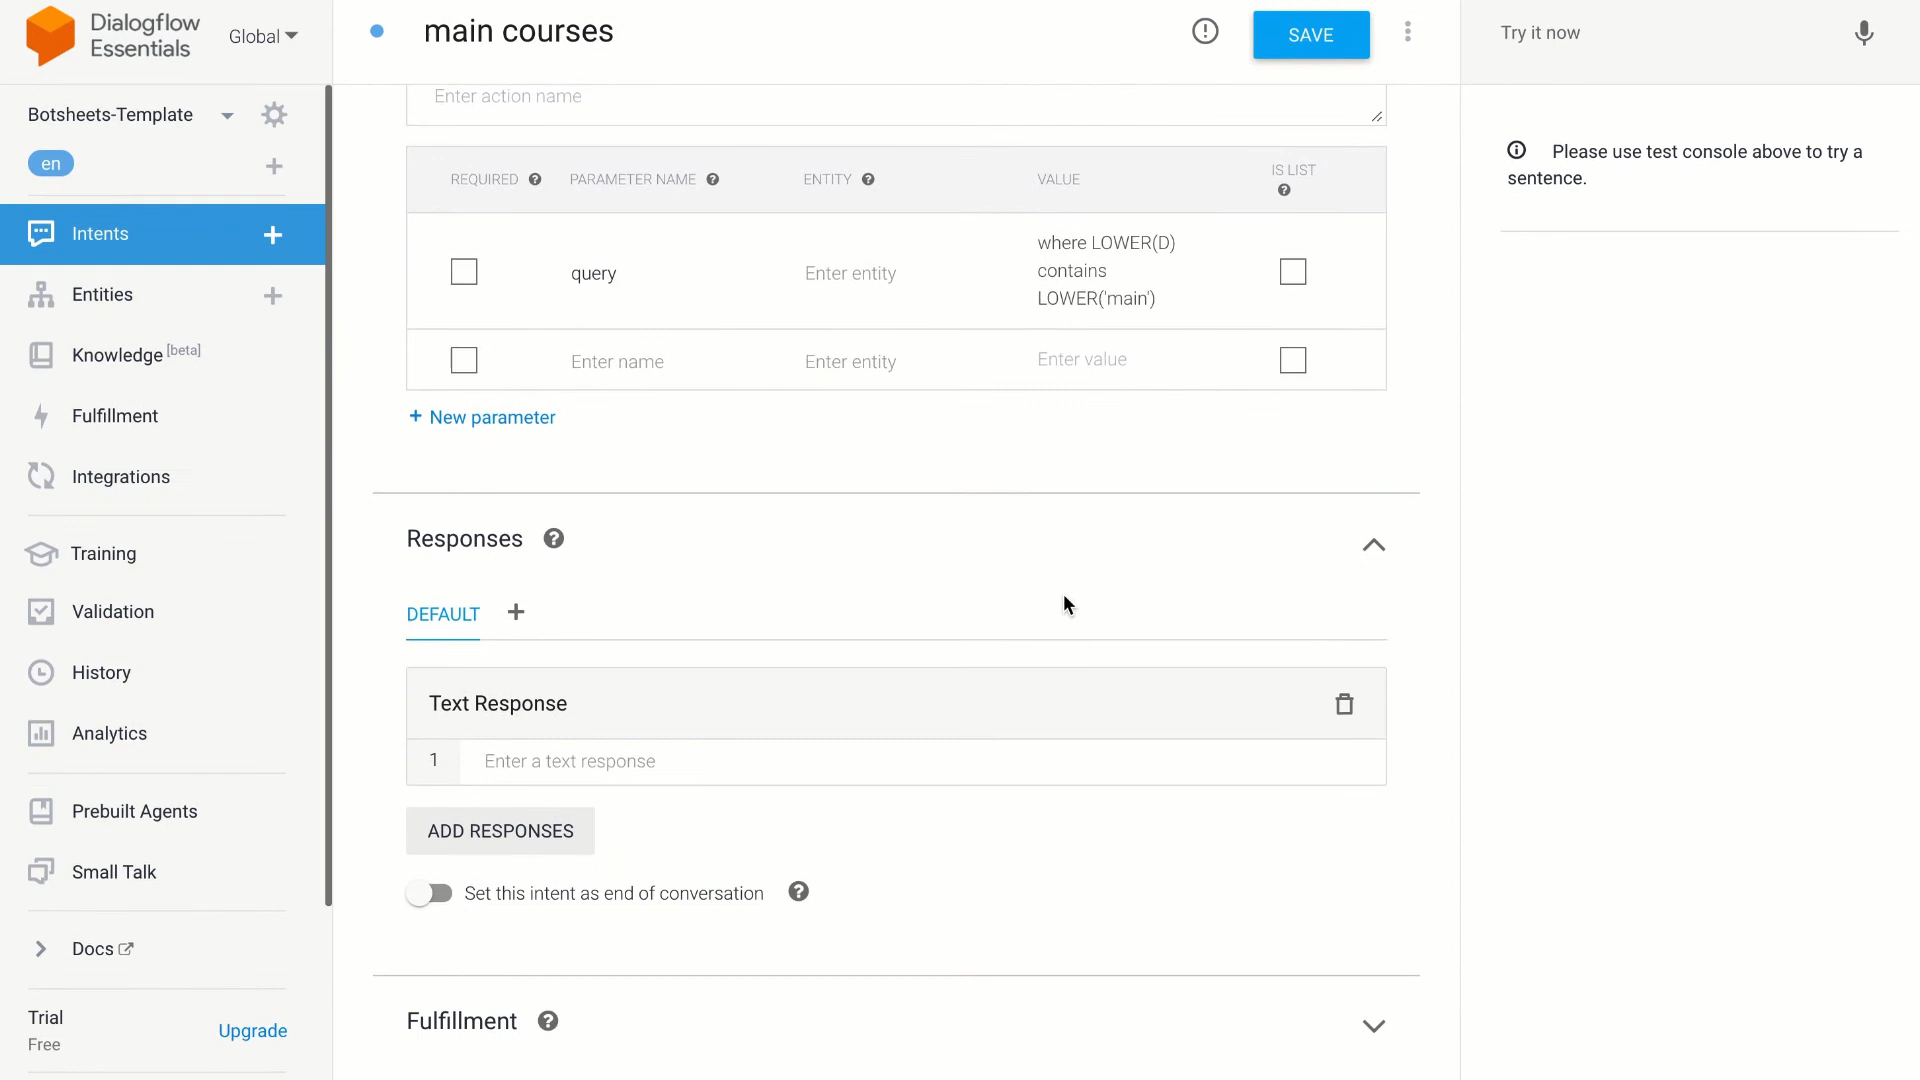 Dialogflow
Essentials
Global
main courses
SAVE
Try it now
Botsheets-Template
en
Intents
Entities
Knowledge [beta]
Fulfillment
Integrations
Training
Validation
History
Analytics
Prebuilt Agents
Small Talk
Docs
Trial
Free
Upgrade
Enter action name
REQUIRED PARAMETER NAME ENTITY VALUE IS LIST
query Enter entity where LOWER(D)
contains
LOWER('main')
Enter name Enter entity Enter value
+ New parameter
Responses
DEFAULT
Text Response
1 Enter a text response
ADD RESPONSES
Set this intent as end of conversation
Fulfillment
Please use test console above to try a
sentence.